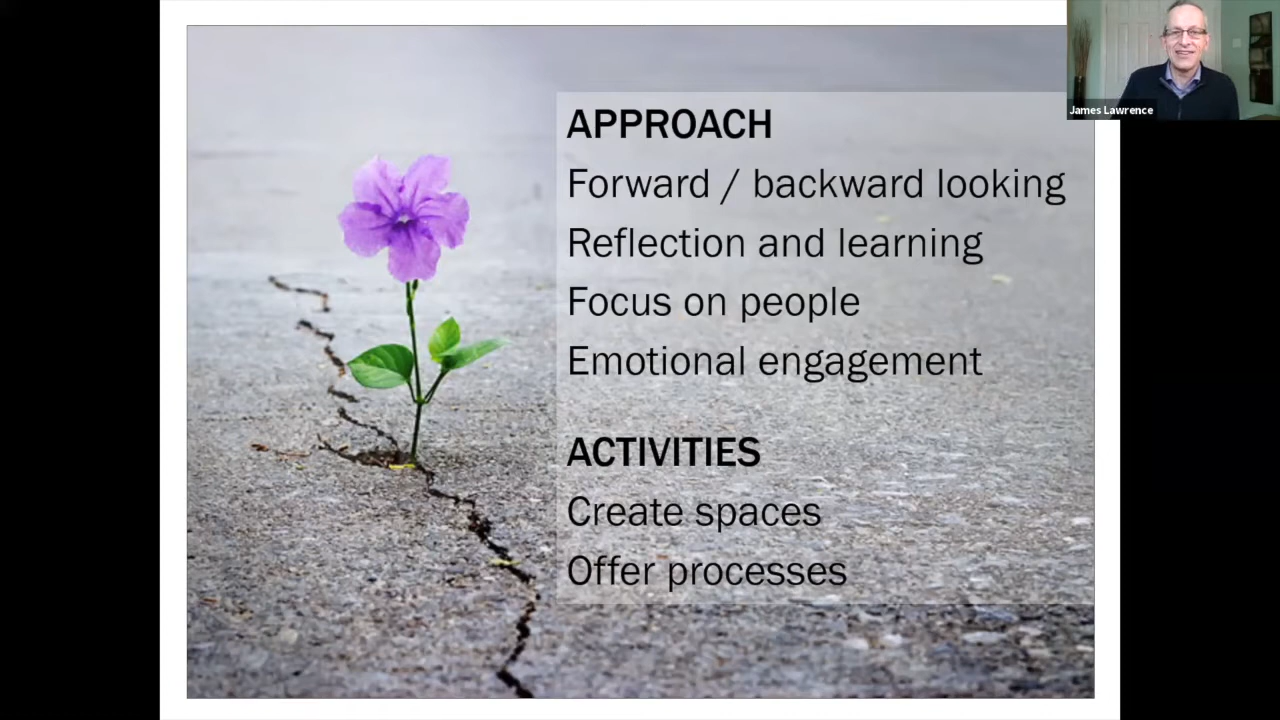 James Lawrence
APPROACH
Forward / backward looking
Reflection and learning
Focus on people
Emotional engagement
ACTIVITIES
Create spaces
Offer processes